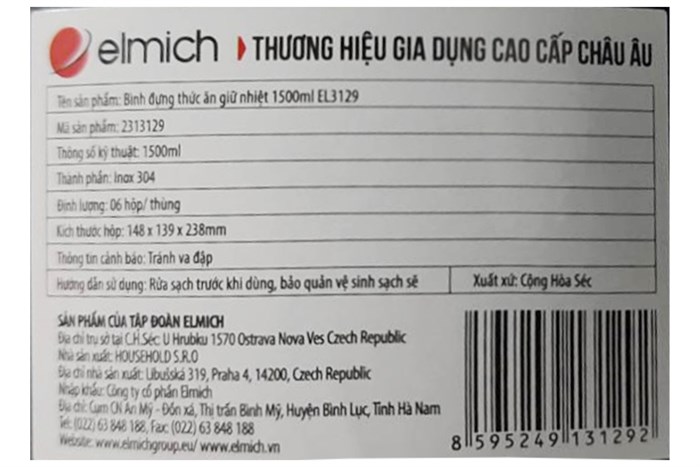 elmich THƯƠNG HIỆU GIA DỤNG CAO CẤP CHÂU ÂU
Tên sản phẩm: Bình đựng thức ăn giữ nhiệt 1500ml EL3129
Mã sản phẩm: 2313129
Thông số kỹ thuật: 1500ml
Thành phần: Inox 304
Định lượng: 06 hộp/ thùng
Kích thước hộp: 148 x 139 x 238mm
Thông tin cảnh báo: Tránh va đập
Hướng dẫn sử dụng: Rửa sạch trước khi dùng, bảo quản vệ sinh sạch sẽ Xuất xứ: Cộng Hòa Séc
SẢN PHẨM CỦA TẬP ĐOÀN ELMICH
Địa chỉ trụ sở tại C.H.Séc: U Hrubku 1570 Ostrava Nova Ves Czech Republic
Nhà sản xuất: HOUSEHOLD S.R.O
Địa chỉ nhà sản xuất: Libušská 319, Praha 4, 14200, Czech Republic
Nhập khẩu: Công ty cổ phần Elmich
Địa chỉ: Cụm CN An Mỹ - Đồn xá, Thị trấn Bình Mỹ, Huyện Bình Lục, Tỉnh Hà Nam
Tel: (022) 63 848 188, Fax: (022) 63 848 188
Website: www.elmichgroup.eu/ www.elmich.vn
8 595249 131292